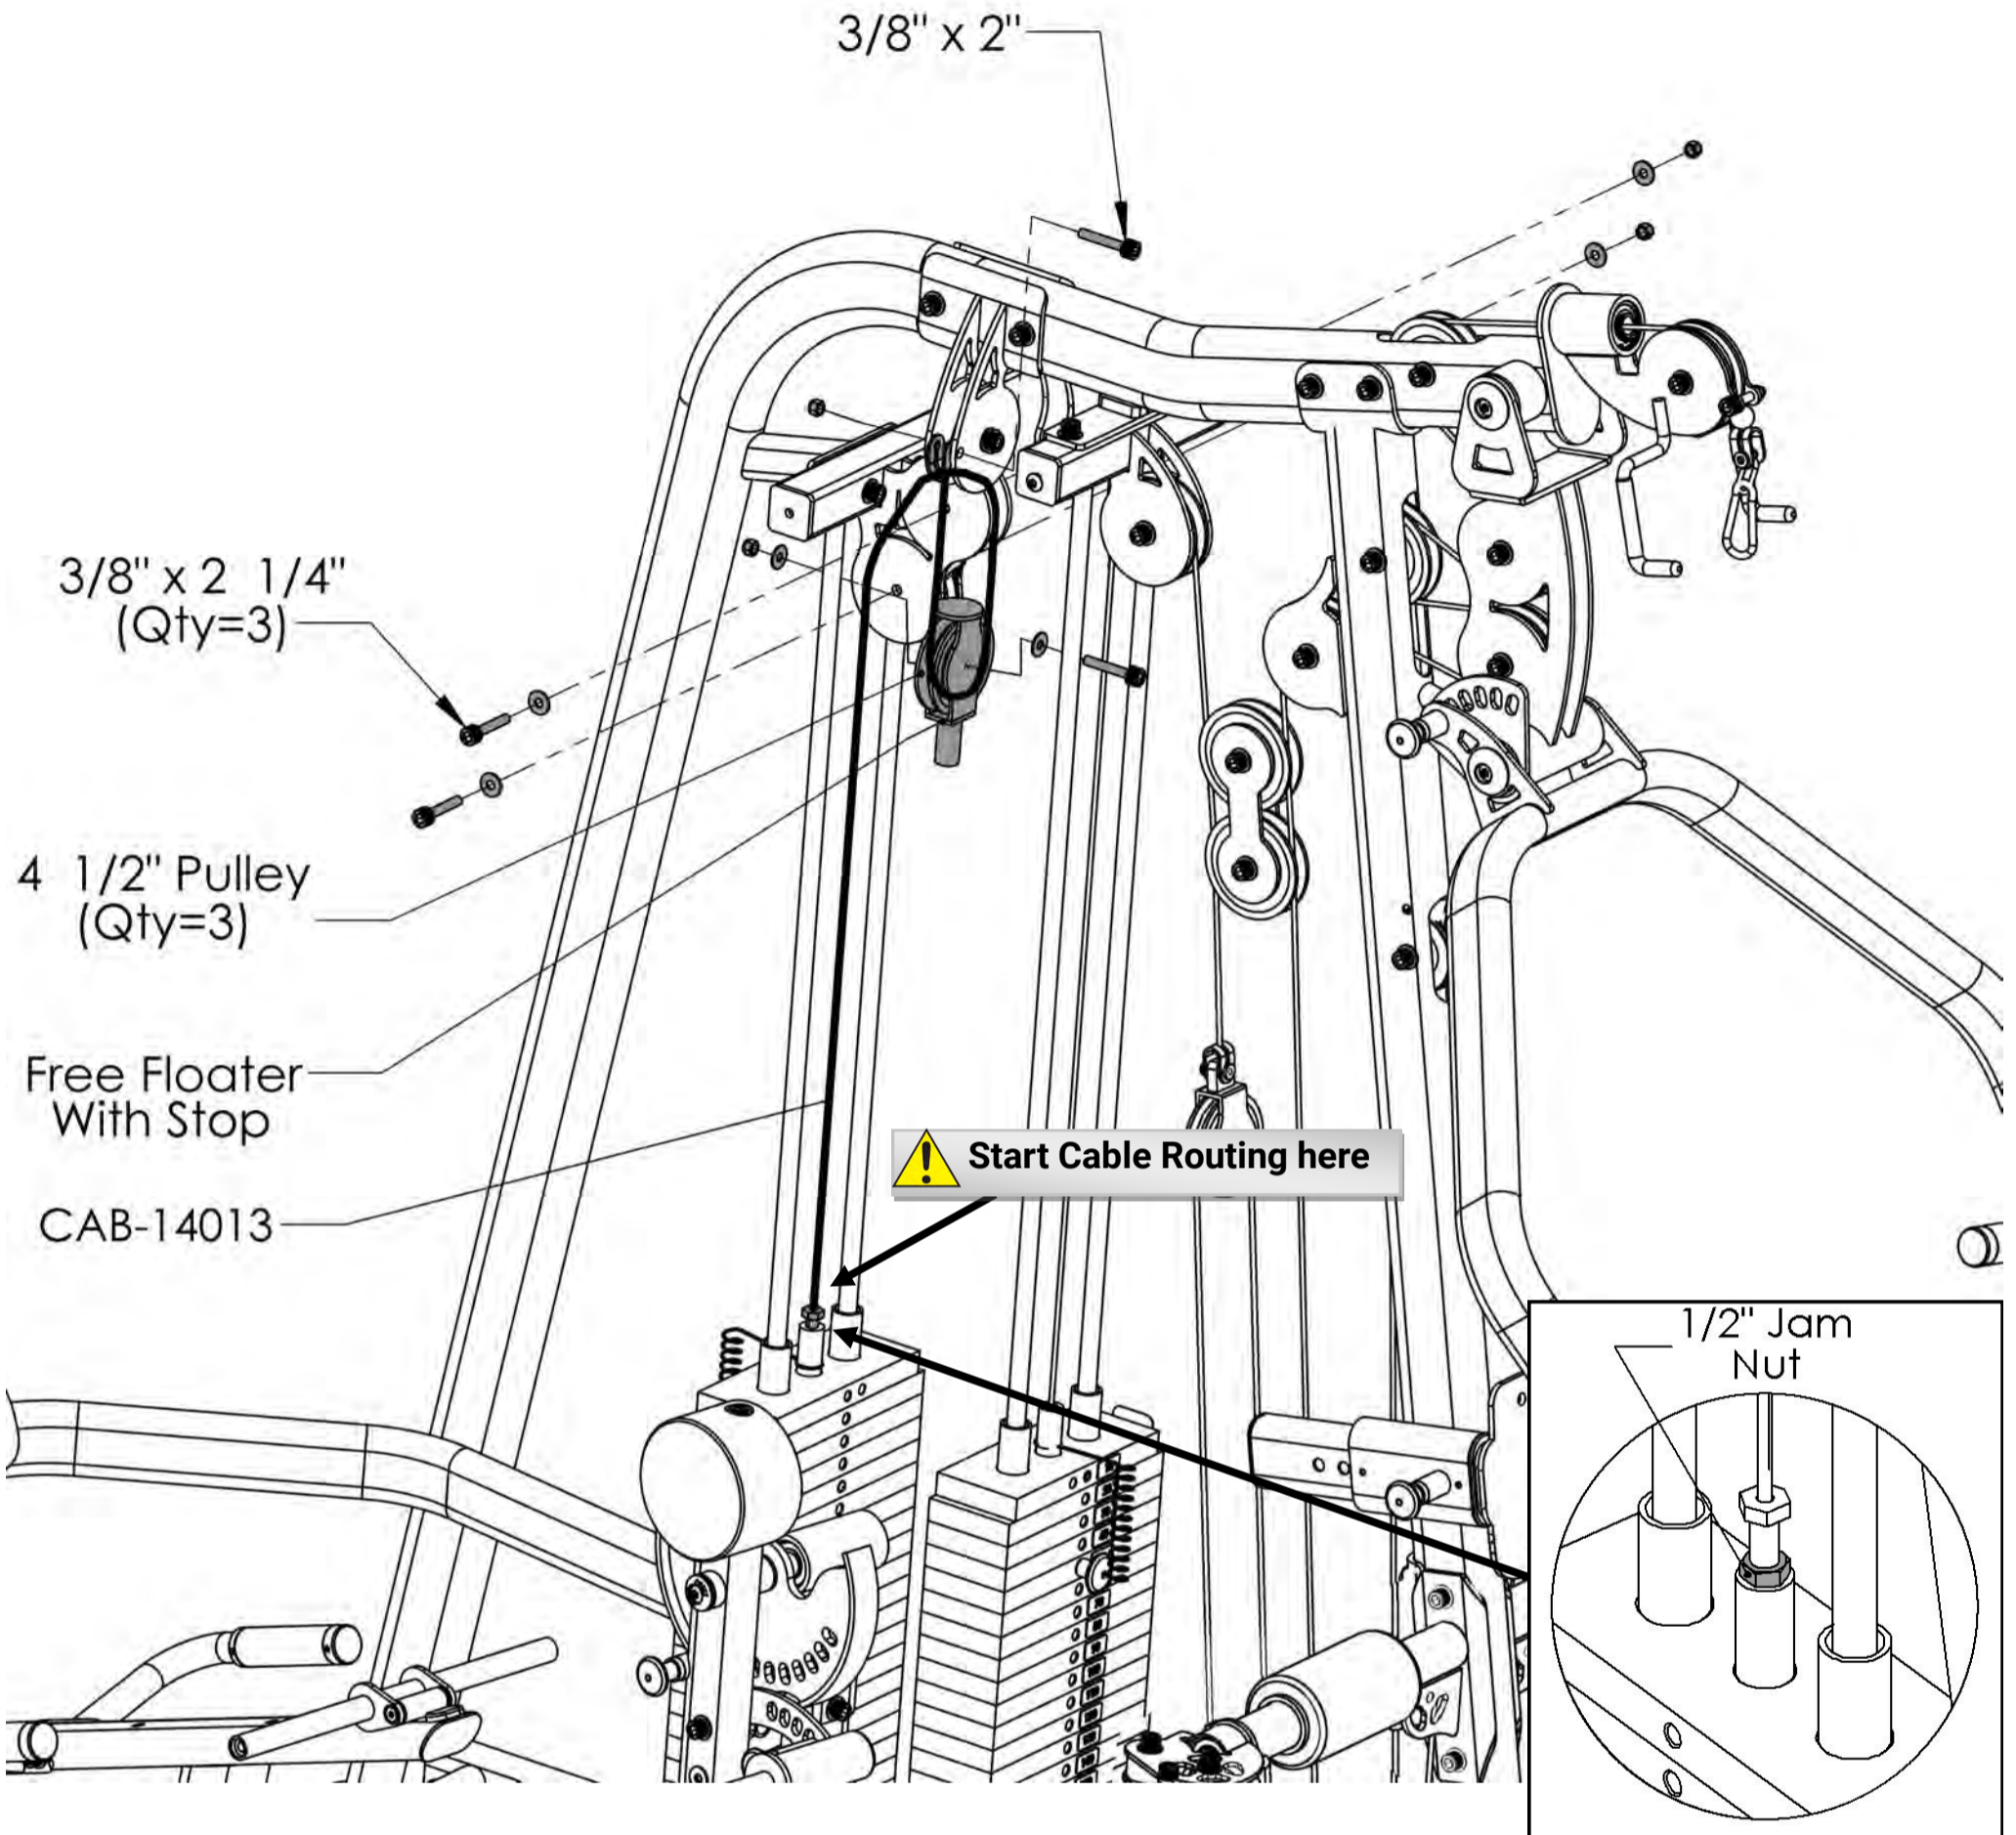 3/8" x 2"
3/8" x 2 1/4"
(Qty=3)
4 1/2" Pulley
(Qty=3)
Free Floater
With Stop
CAB-14013
Start Cable Routing here
1/2" Jam
Nut